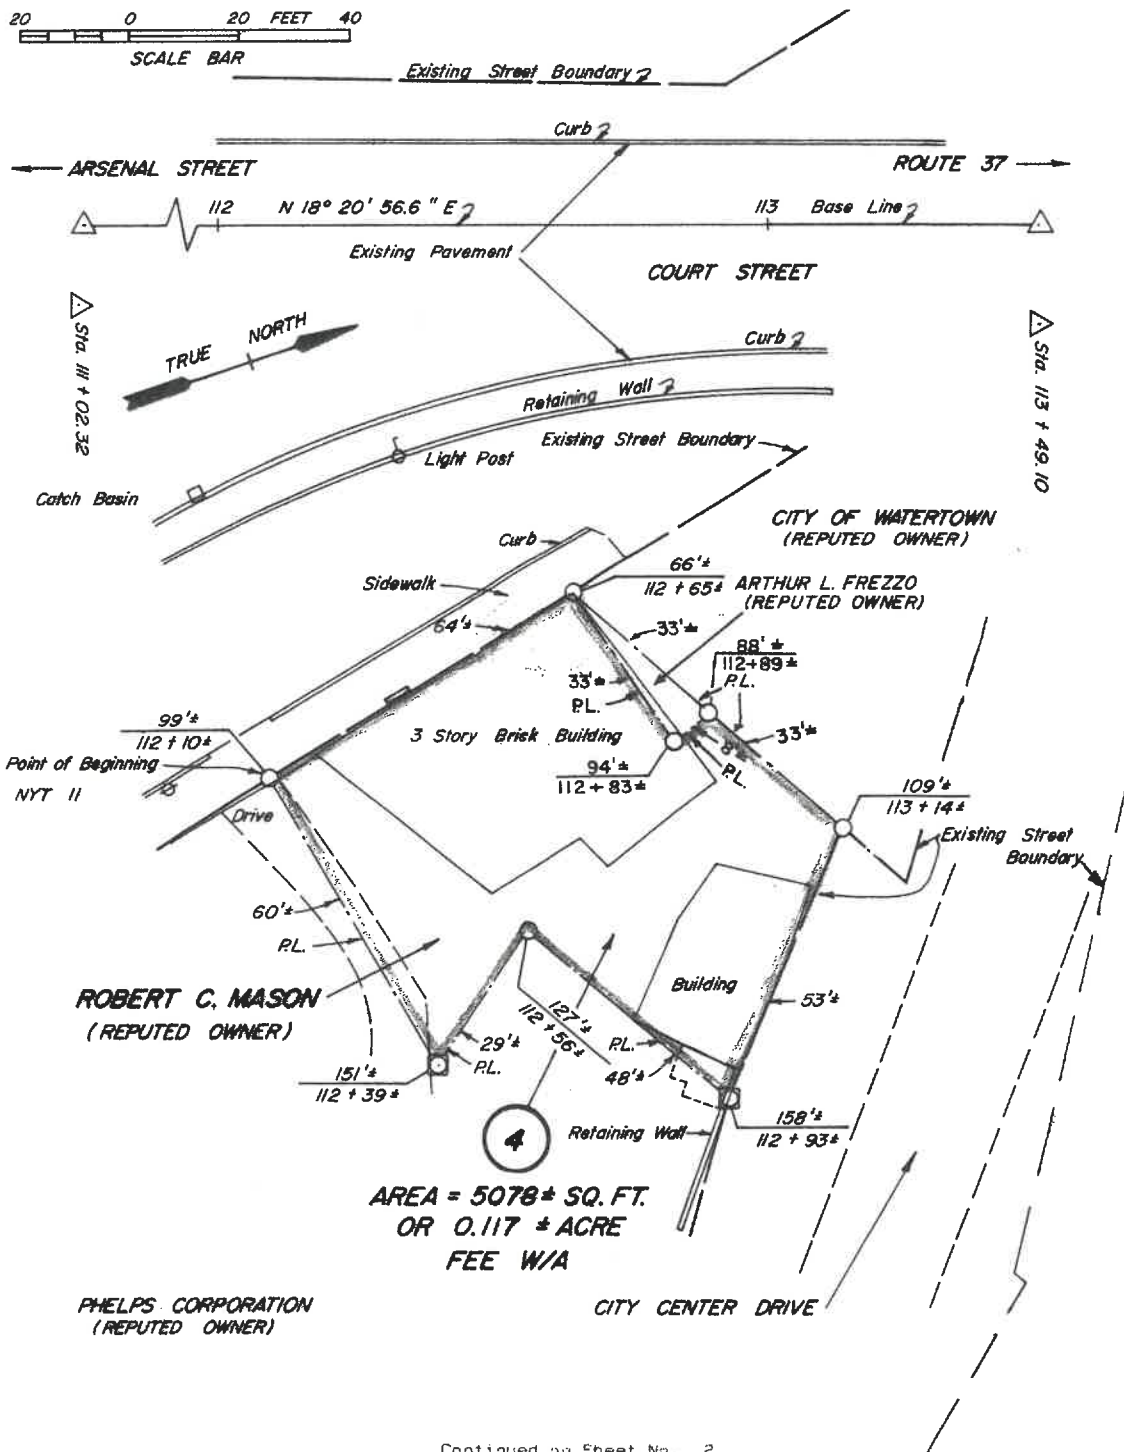 20 0 20 FEET 40
SCALE BAR
Existing Street Boundary
Curb
ARSENAL STREET
ROUTE 37
112 N 18° 20' 56.6 " E 113 Base Line
Existing Pavement
COURT STREET
Sta. 111 + 02.32
TRUE NORTH
Sta. 113 + 49.10
Curb
Retaining Wall
Existing Street Boundary
Light Post
Catch Basin
CITY OF WATERTOWN
(REPUTED OWNER)
Curb
Sidewalk
66'±
112 + 65±
ARTHUR L. FREZZO
(REPUTED OWNER)
64'±
33'±
88'±
112+89±
P.L.
33'±
P.L.
99'±
112 + 10±
3 Story Brick Building
8'±
33'±
Point of Beginning
NYT 11
94'±
112 + 83±
P.L.
109'±
113 + 14±
Drive
Existing Street
Boundary
60'±
P.L.
Building
ROBERT C. MASON
(REPUTED OWNER)
53'±
127'±
112 + 56±
29'±
P.L.
P.L.
48'±
151'±
112 + 39±
4
Retaining Wall
158'±
112 + 93±
AREA = 5078± SQ. FT.
OR 0.117 ± ACRE
FEE W/A
PHELPS CORPORATION
(REPUTED OWNER)
CITY CENTER DRIVE
Continued on Sheet No. 2